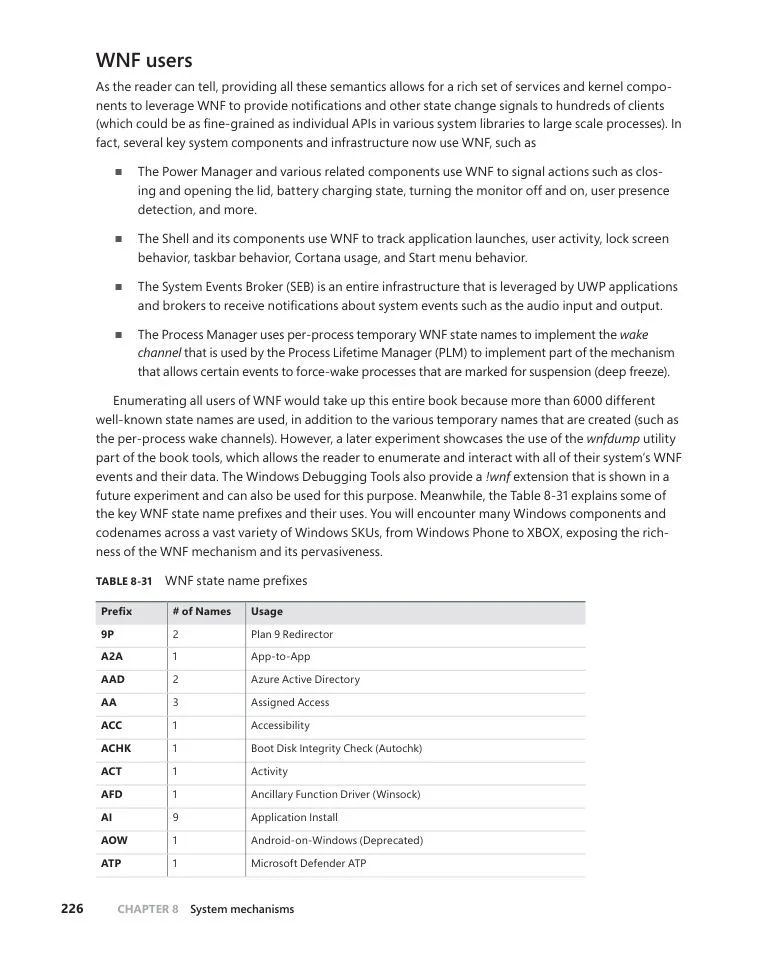 WNF users
As the reader can tell, providing all these semantics allows for a rich set of services and kernel compo-
nents to leverage WNF to provide notifications and other state change signals to hundreds of clients
(which could be as fine-grained as individual APIs in various system libraries to large scale processes). In
fact, several key system components and infrastructure now use WNF, such as
■ The Power Manager and various related components use WNF to signal actions such as clos-
ing and opening the lid, battery charging state, turning the monitor off and on, user presence
detection, and more.
■ The Shell and its components use WNF to track application launches, user activity, lock screen
behavior, taskbar behavior, Cortana usage, and Start menu behavior.
■ The System Events Broker (SEB) is an entire infrastructure that is leveraged by UWP applications
and brokers to receive notifications about system events such as the audio input and output.
■ The Process Manager uses per-process temporary WNF state names to implement the wake
channel that is used by the Process Lifetime Manager (PLM) to implement part of the mechanism
that allows certain events to force-wake processes that are marked for suspension (deep freeze).
Enumerating all users of WNF would take up this entire book because more than 6000 different
well-known state names are used, in addition to the various temporary names that are created (such as
the per-process wake channels). However, a later experiment showcases the use of the wnfdump utility
part of the book tools, which allows the reader to enumerate and interact with all of their system's WNF
events and their data. The Windows Debugging Tools also provide a !wnf extension that is shown in a
future experiment and can also be used for this purpose. Meanwhile, the Table 8-31 explains some of
the key WNF state name prefixes and their uses. You will encounter many Windows components and
codenames across a vast variety of Windows SKUs, from Windows Phone to XBOX, exposing the rich-
ness of the WNF mechanism and its pervasiveness.
TABLE 8-31 WNF state name prefixes
Prefix # of Names Usage
9P 2 Plan 9 Redirector
A2A 1 App-to-App
AAD 2 Azure Active Directory
AA 3 Assigned Access
ACC 1 Accessibility
ACHK 1 Boot Disk Integrity Check (Autochk)
ACT 1 Activity
AFD 1 Ancillary Function Driver (Winsock)
AI 9 Application Install
AOW 1 Android-on-Windows (Deprecated)
ATP 1 Microsoft Defender ATP
226 CHAPTER 8 System mechanisms